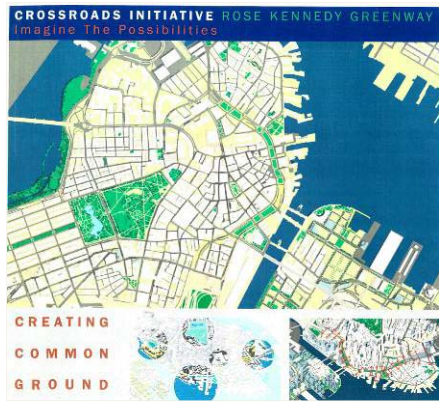 CROSSROADS INITIATIVE ROSE KENNEDY GREENWAY
Imagine The Possibilities
CREATING
COMMON
GROUND